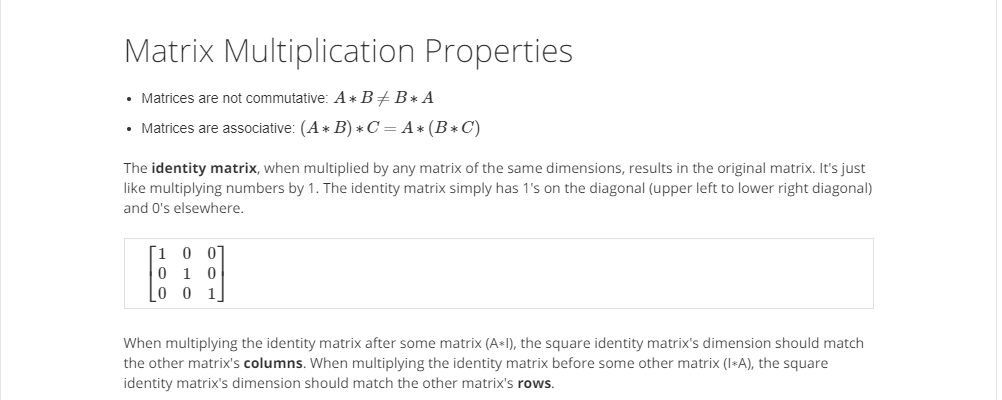 Matrix Multiplication Properties
• Matrices are not commutative: A ∗ B ≠ B ∗ A
• Matrices are associative: (A ∗ B) ∗ C = A ∗ (B ∗ C)
The identity matrix, when multiplied by any matrix of the same dimensions, results in the original matrix. It's just
like multiplying numbers by 1. The identity matrix simply has 1's on the diagonal (upper left to lower right diagonal)
and 0's elsewhere.
1 0 0
0 1 0
0 0 1
When multiplying the identity matrix after some matrix (A∗I), the square identity matrix's dimension should match
the other matrix's columns. When multiplying the identity matrix before some other matrix (I∗A), the square
identity matrix's dimension should match the other matrix's rows.